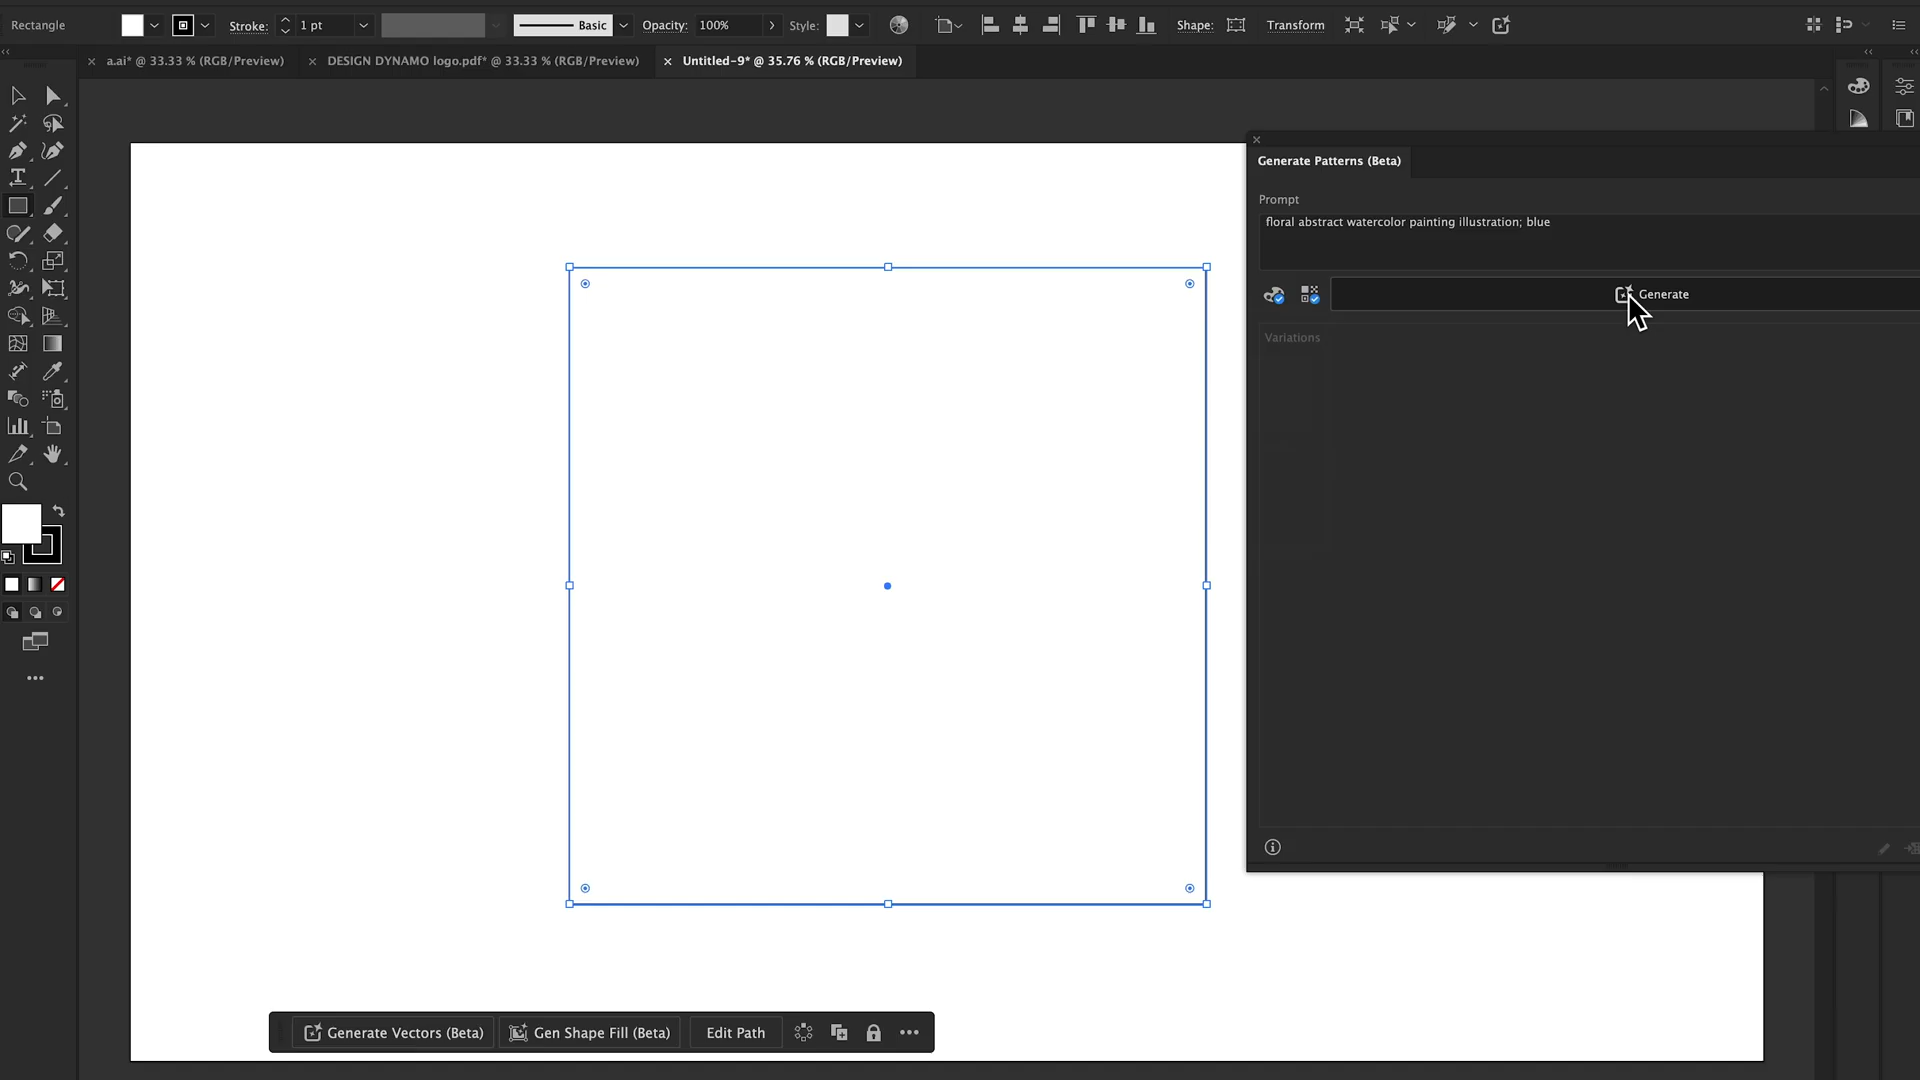 Rectangle
Stroke: 1 pt Basic Opacity: 100% Style: Shape: Transform
a.ai* @ 33.33 % (RGB/Preview) DESIGN DYNAMO logo.pdf* @ 33.33 % (RGB/Preview) Untitled-9* @ 35.76 % (RGB/Preview)
Generate Patterns (Beta)
Prompt
floral abstract watercolor painting illustration; blue
Generate
Variations
Generate Vectors (Beta) Gen Shape Fill (Beta) Edit Path